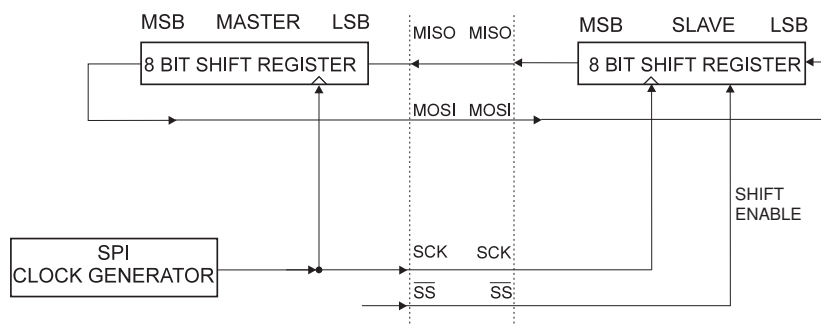 MSB MASTER LSB
MISO MISO
MSB SLAVE LSB
8 BIT SHIFT REGISTER
8 BIT SHIFT REGISTER
MOSI MOSI
SHIFT
ENABLE
SPI
CLOCK GENERATOR
SCK SCK
SS SS